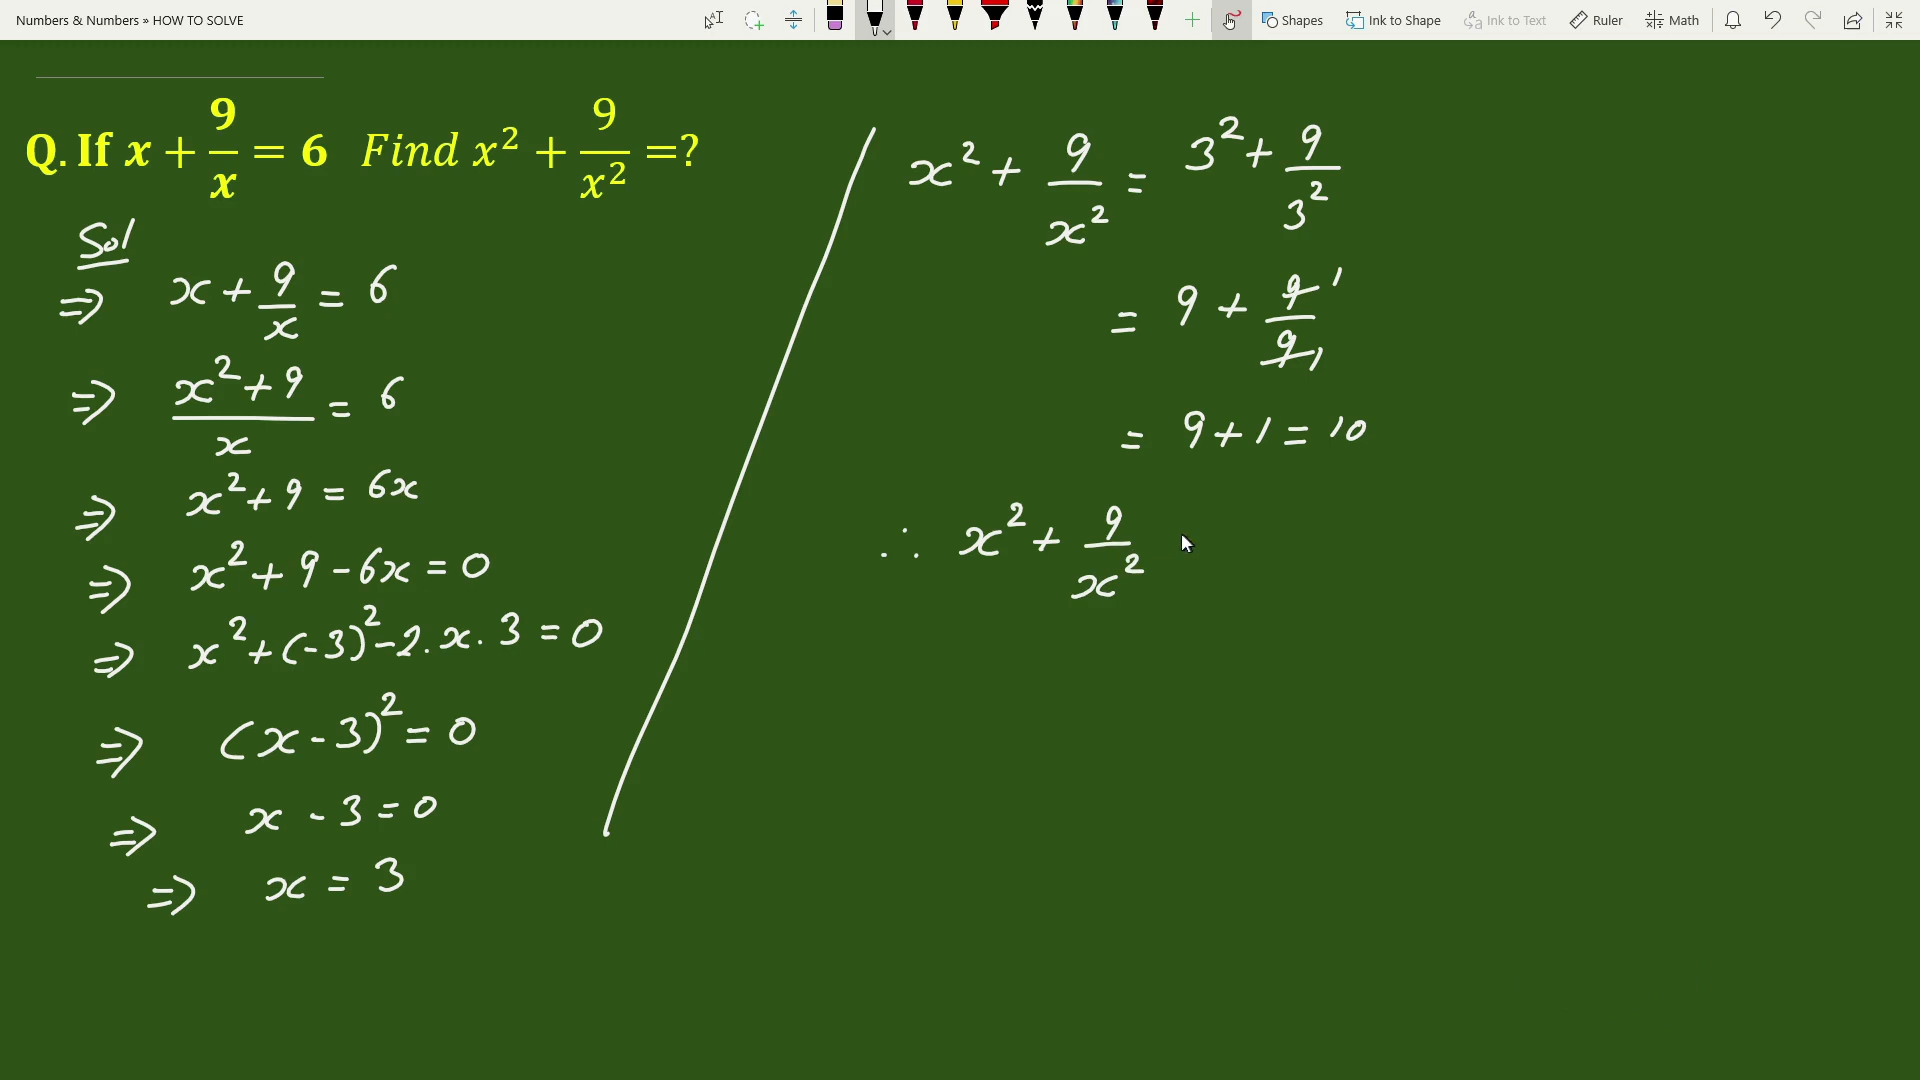 Numbers & Numbers » HOW TO SOLVE
Shapes Ink to Shape Ink to Text Ruler Math
Q. If x + 9/x = 6 Find x² + 9/x² =?
Sol
⇒ x + 9/x = 6
⇒ (x² + 9)/x = 6
⇒ x² + 9 = 6x
⇒ x² + 9 - 6x = 0
⇒ x² + (-3)² - 2.x.3 = 0
⇒ (x - 3)² = 0
⇒ x - 3 = 0
⇒ x = 3
x² + 9/x² = 3² + 9/3²
= 9 + 9 1/9 1
= 9 + 1 = 10
∴ x² + 9/x²